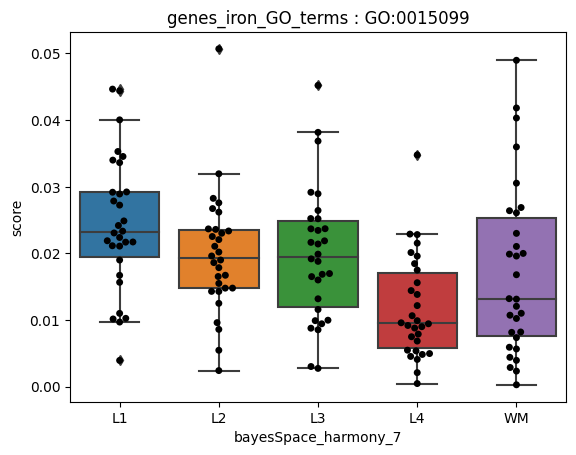 genes_iron_GO_terms : GO:0015099
0.05
0.04
0.03
0.02
0.01
0.00
score
L1 L2 L3 L4 WM
bayesSpace_harmony_7